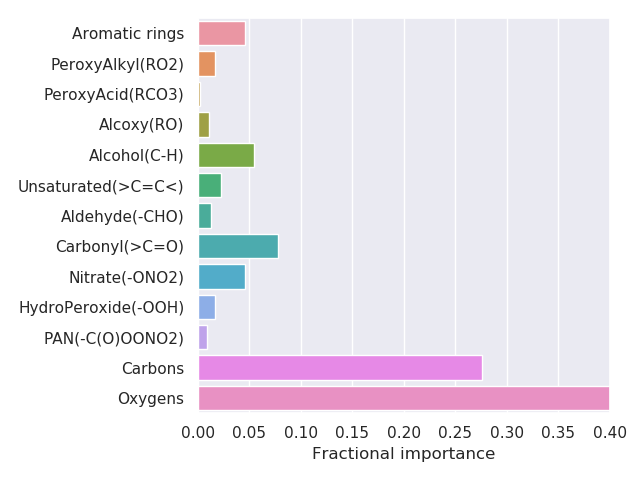 Aromatic rings
PeroxyAlkyl(RO2)
PeroxyAcid(RCO3)
Alcoxy(RO)
Alcohol(C-H)
Unsaturated(>C=C<)
Aldehyde(-CHO)
Carbonyl(>C=O)
Nitrate(-ONO2)
HydroPeroxide(-OOH)
PAN(-C(O)OONO2)
Carbons
Oxygens
0.00 0.05 0.10 0.15 0.20 0.25 0.30 0.35 0.40
Fractional importance